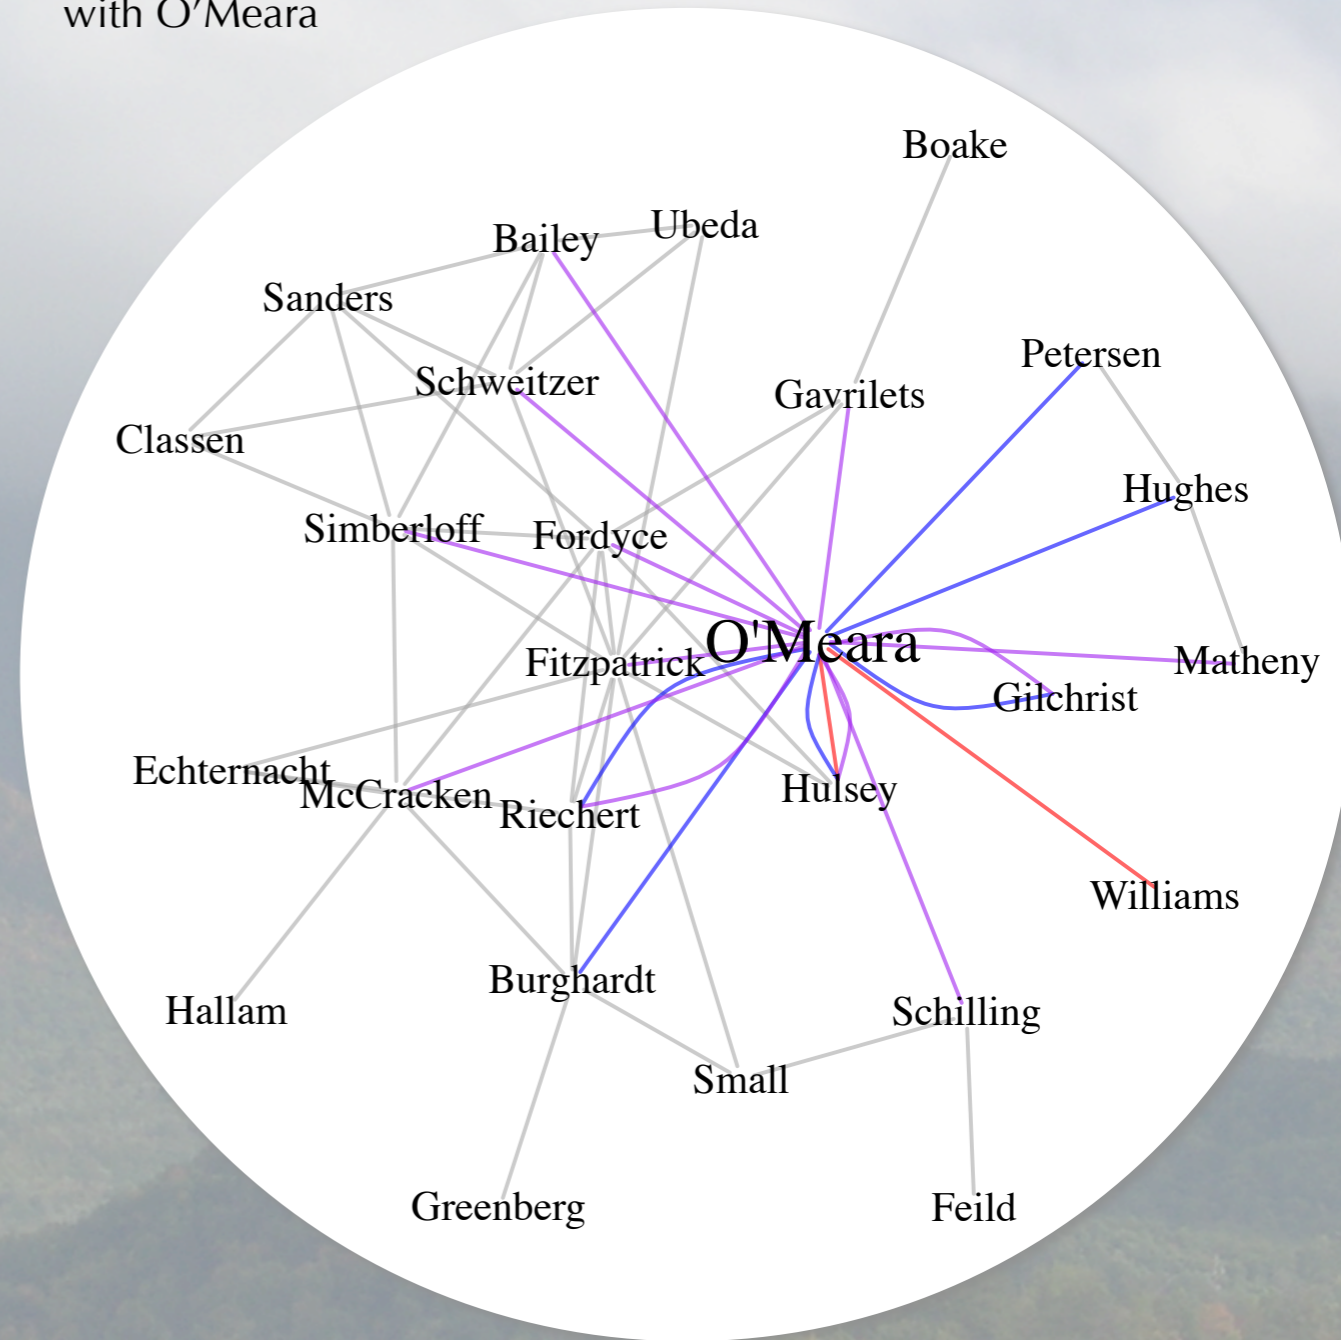 with O’Meara
Boake
Ubeda
Bailey
Sanders
Petersen
Schweitzer
Gavrilets
Classen
Hughes
Simberloff
Fordyce
O'Meara
Fitzpatrick
Matheny
Gilchrist
Echternacht
McCracken
Hulsey
Riechert
Williams
Burghardt
Hallam
Schilling
Small
Greenberg
Feild